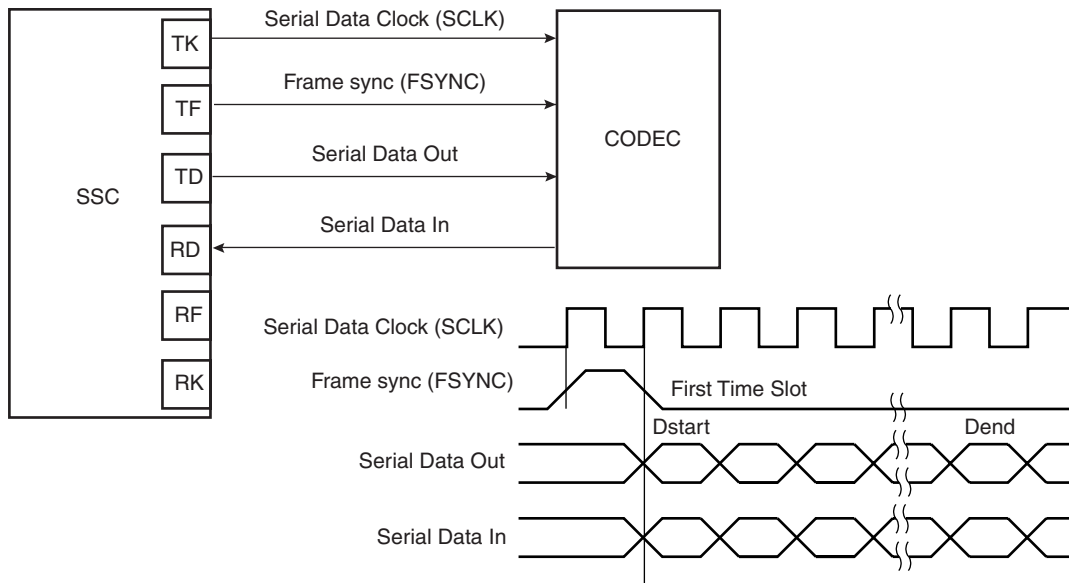 Serial Data Clock (SCLK)
TK
Frame sync (FSYNC)
TF
CODEC
Serial Data Out
TD
SSC
Serial Data In
RD
RF
Serial Data Clock (SCLK)
RK
Frame sync (FSYNC)
First Time Slot
Dstart
Dend
Serial Data Out
Serial Data In